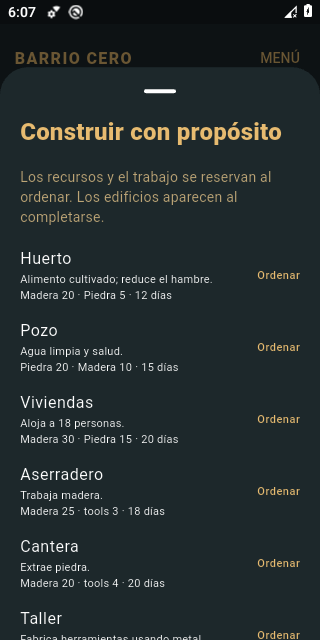 6:07
BARRIO CERO
MENÚ
Construir con propósito
Los recursos y el trabajo se reservan al
ordenar. Los edificios aparecen al
completarse.
Huerto
Alimento cultivado; reduce el hambre.
Madera 20 · Piedra 5 · 12 días
Ordenar
Pozo
Agua limpia y salud.
Piedra 20 · Madera 10 · 15 días
Ordenar
Viviendas
Aloja a 18 personas.
Madera 30 · Piedra 15 · 20 días
Ordenar
Aserradero
Trabaja madera.
Madera 25 · tools 3 · 18 días
Ordenar
Cantera
Extrae piedra.
Madera 20 · tools 4 · 20 días
Ordenar
Taller
Fabrica herramientas usando metal.
Ordenar